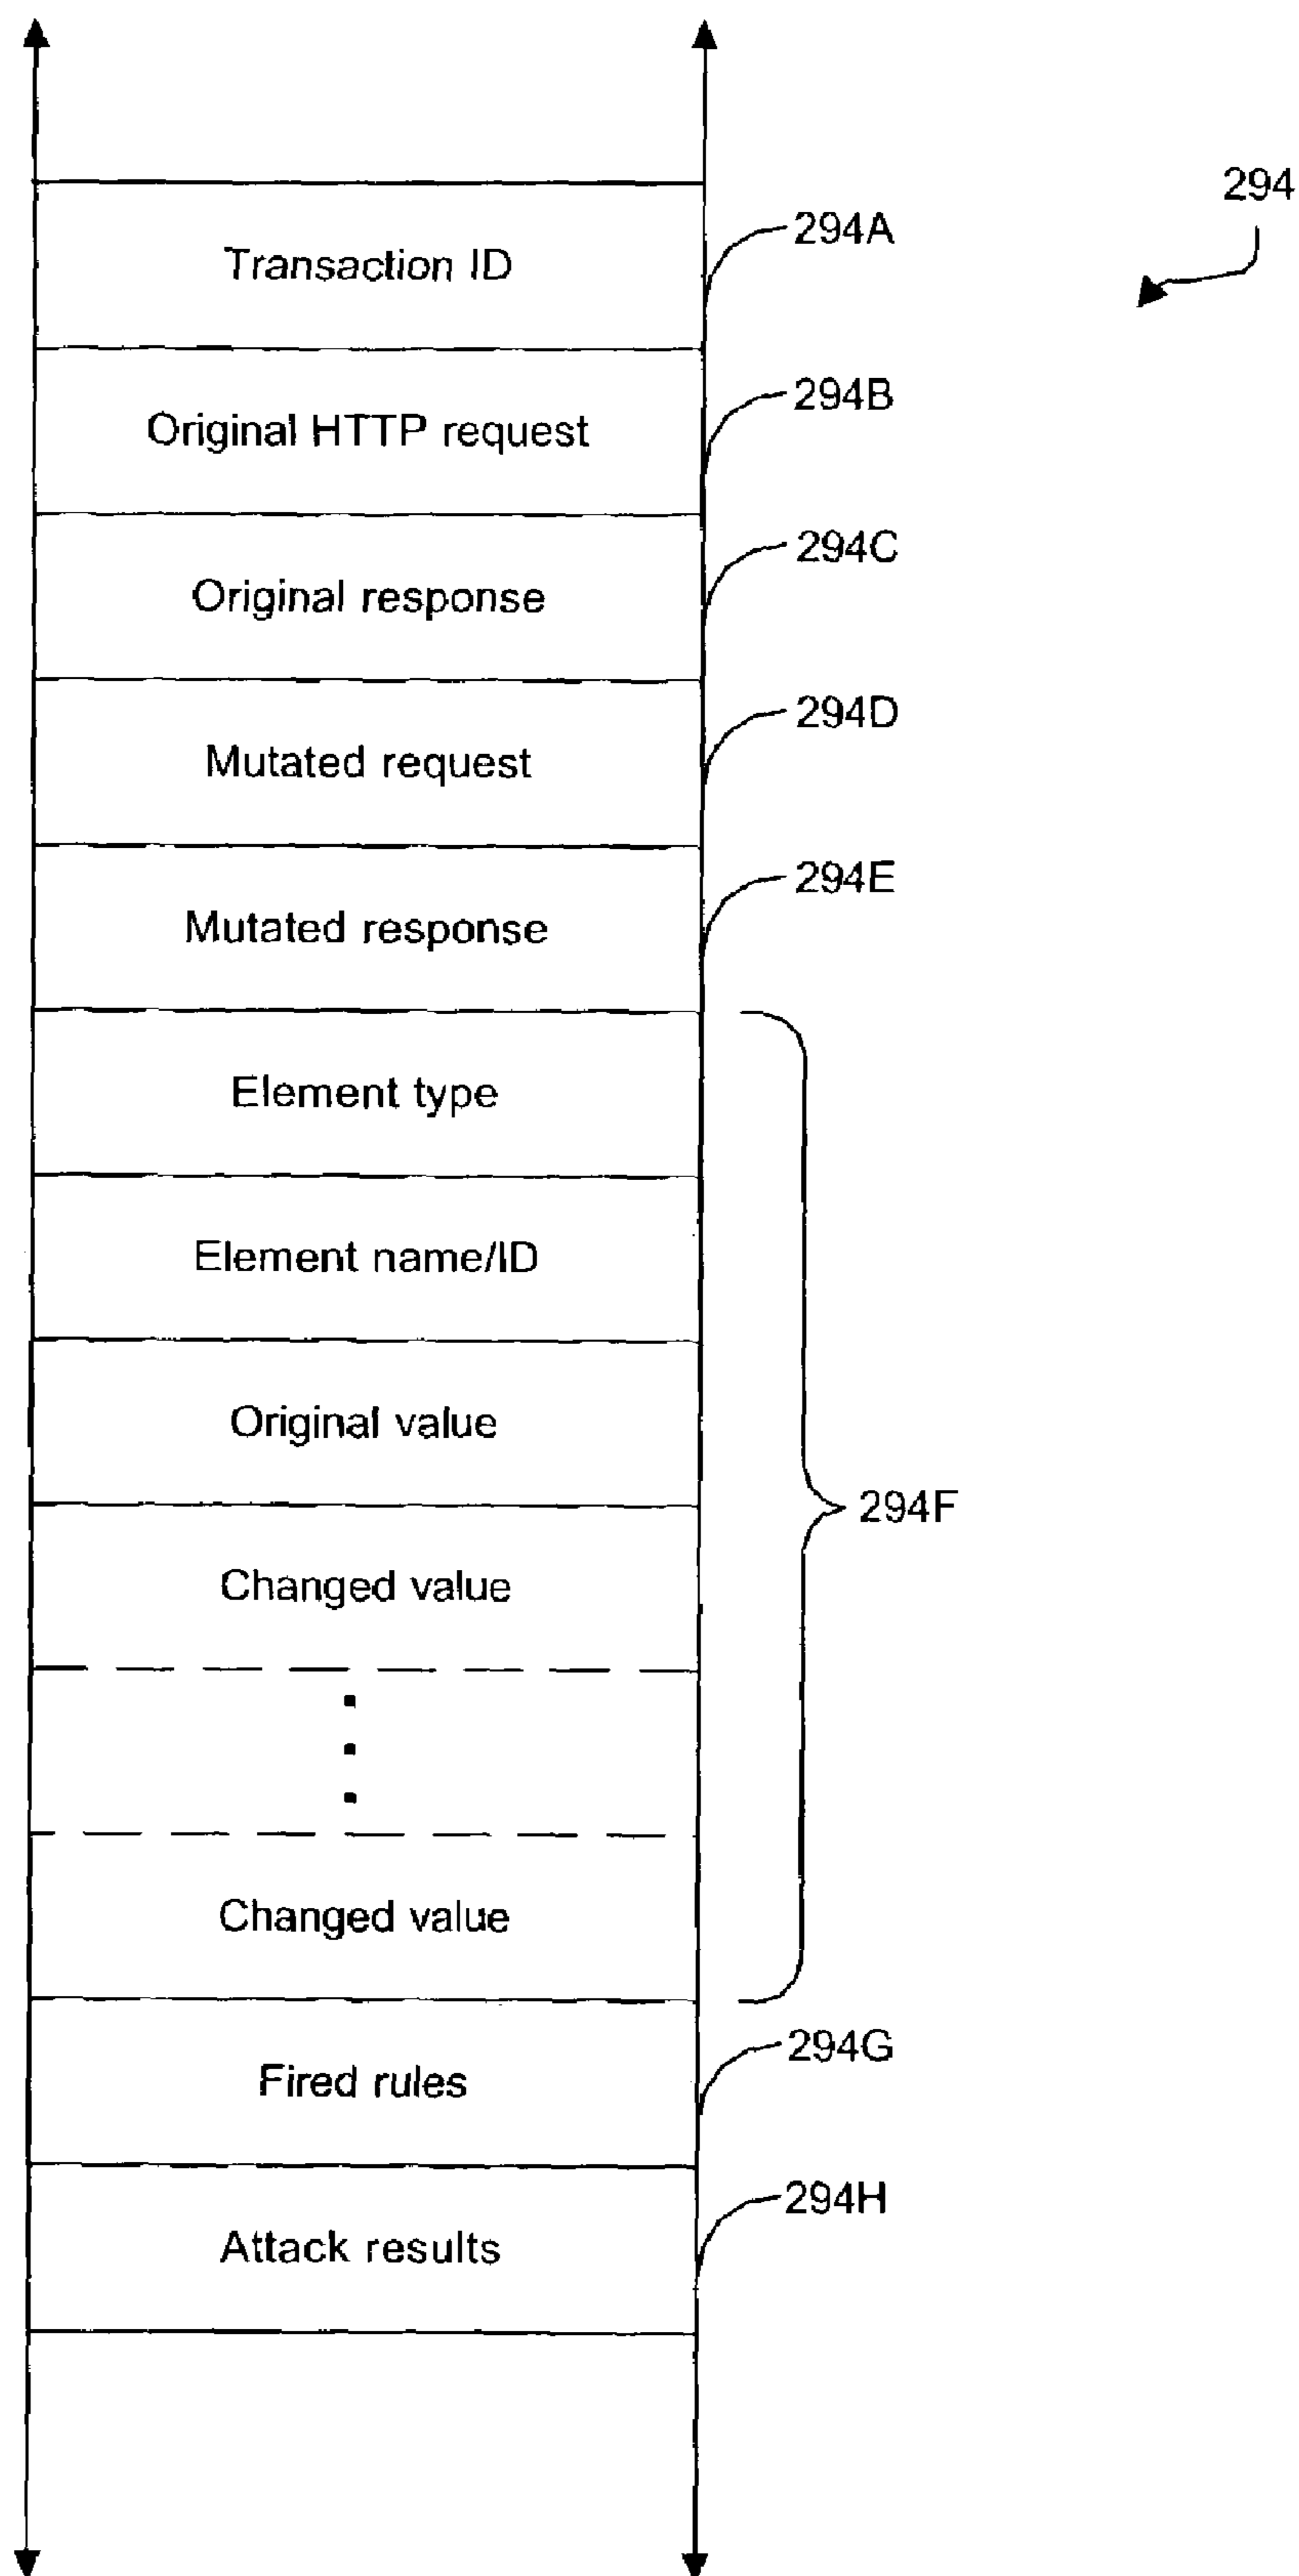 294
Transaction ID
294A
Original HTTP request
294B
Original response
294C
Mutated request
294D
Mutated response
294E
Element type
Element name/ID
Original value
Changed value
294F
Changed value
Fired rules
294G
Attack results
294H